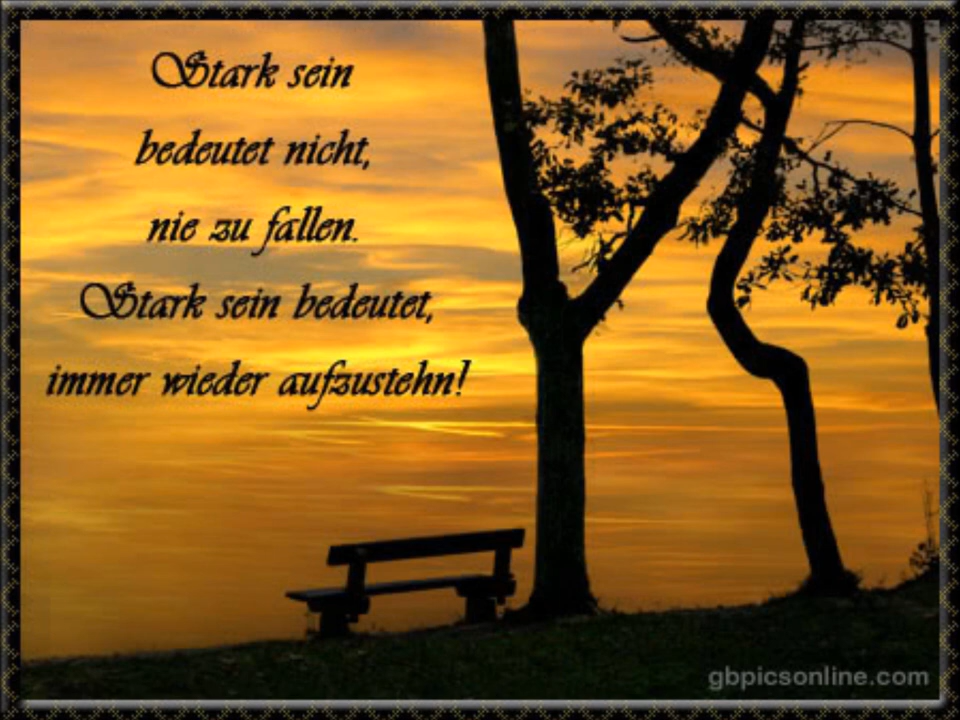 Stark sein
bedeutet nicht,
nie zu fallen.
Stark sein bedeutet,
immer wieder aufzustehn!
gbpicsonline.com